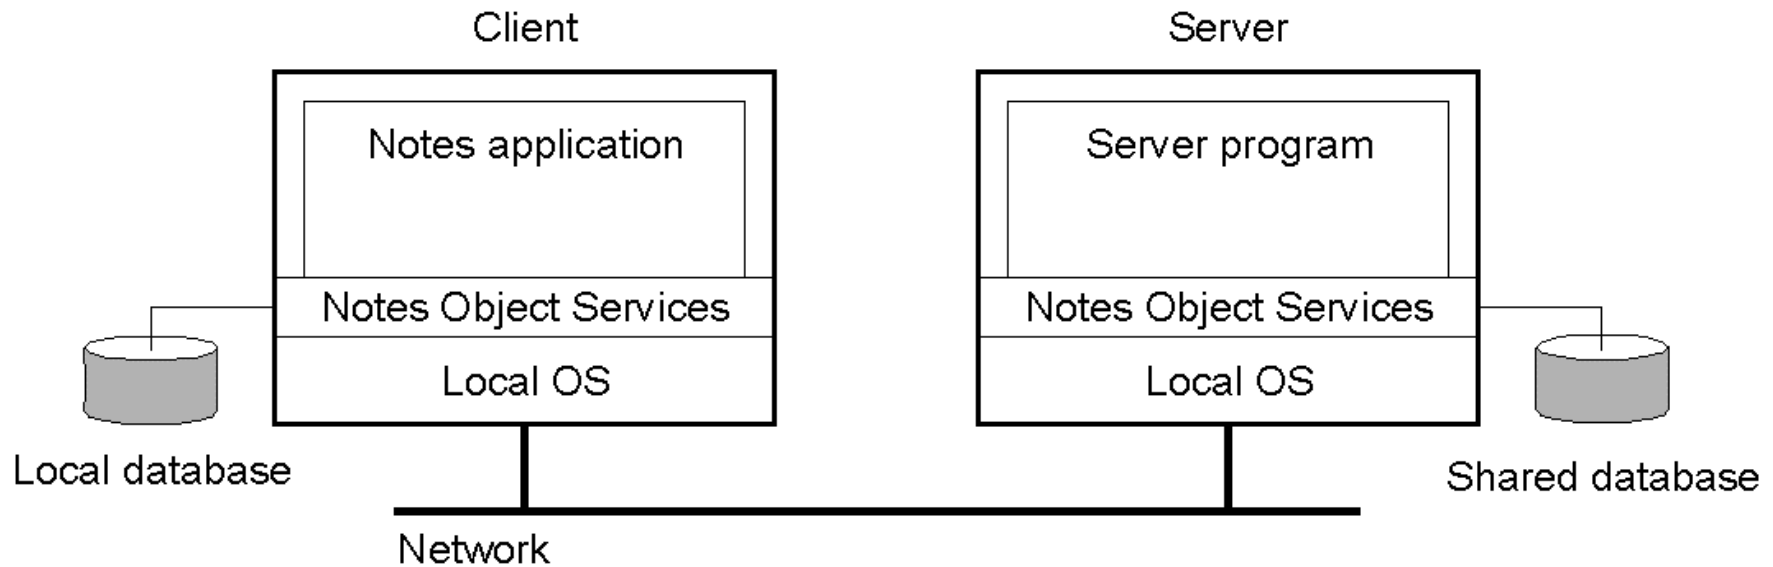 Client
Server
Notes application
Server program
Notes Object Services
Notes Object Services
Local OS
Local OS
Local database
Shared database
Network